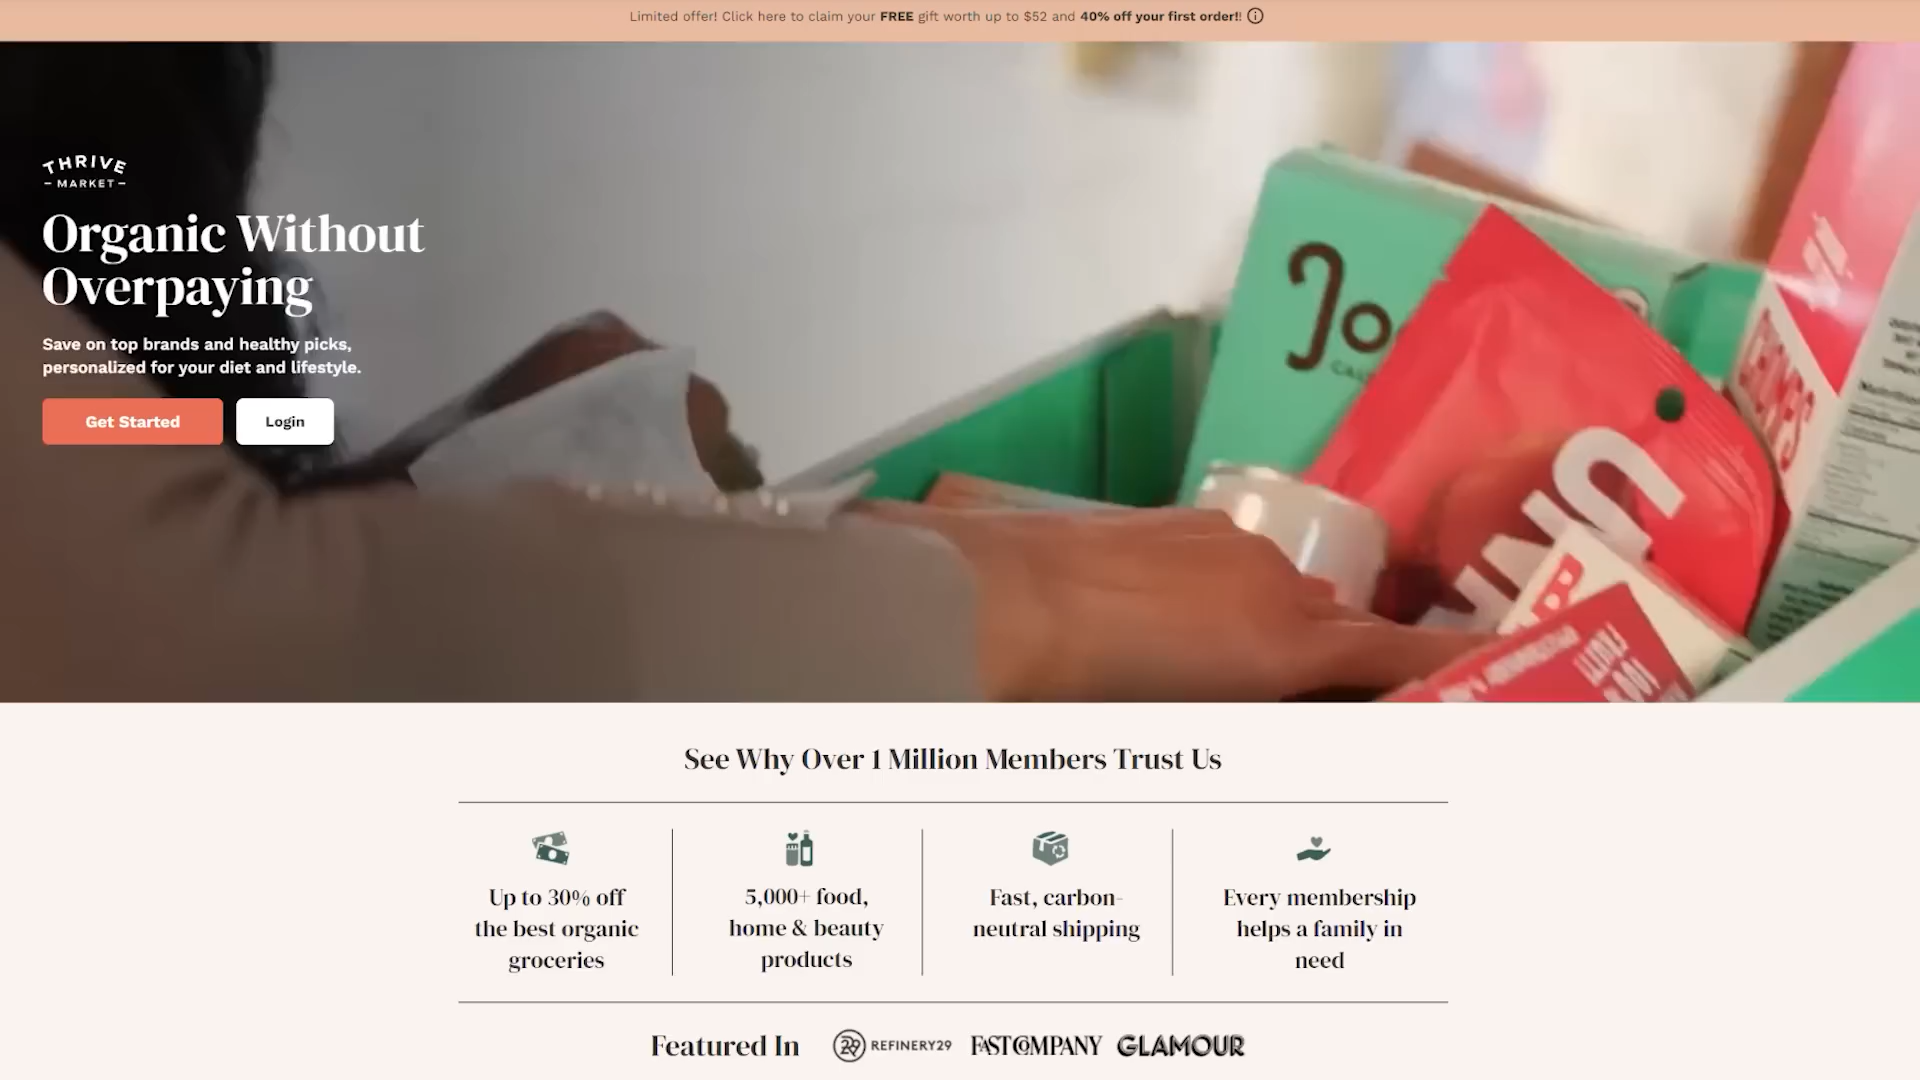 Limited offer! Click here to claim your FREE gift worth up to $52 and 40% off your first order!!
THRIVE
MARKET
Organic Without
Overpaying
Save on top brands and healthy picks,
personalized for your diet and lifestyle.
Get Started
Login
Jo
See Why Over 1 Million Members Trust Us
Up to 30% off
the best organic
groceries
5,000+ food,
home & beauty
products
Fast, carbon-
neutral shipping
Every membership
helps a family in
need
Featured In
REFINERY29
FAST COMPANY
GLAMOUR